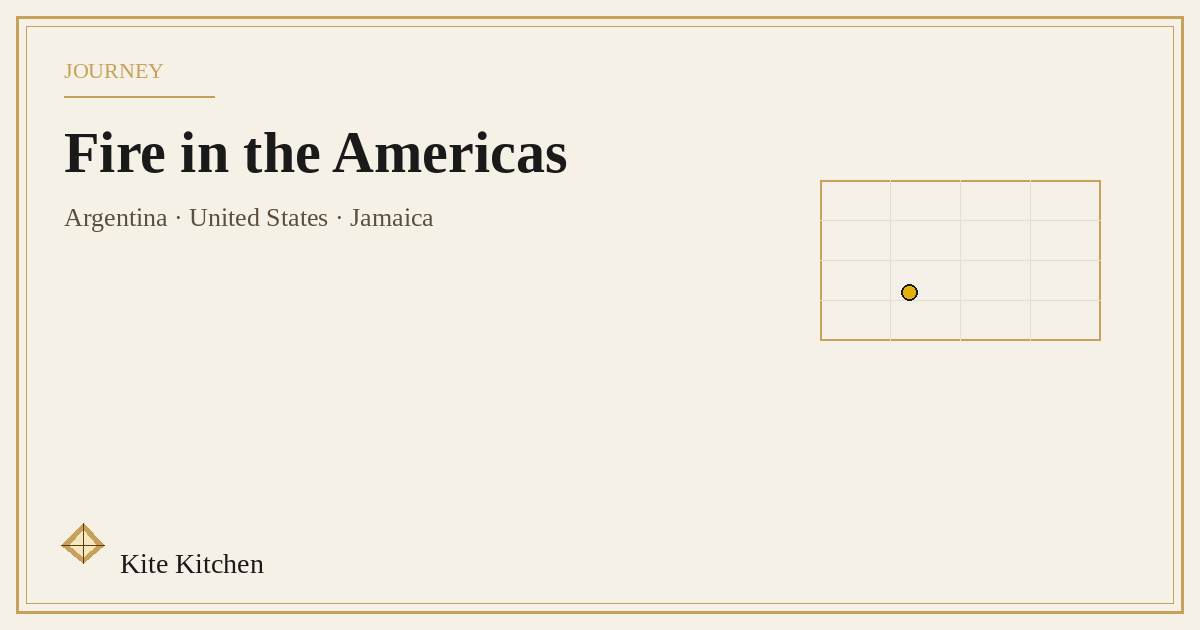 JOURNEY
Fire in the Americas
Argentina · United States · Jamaica
Kite Kitchen